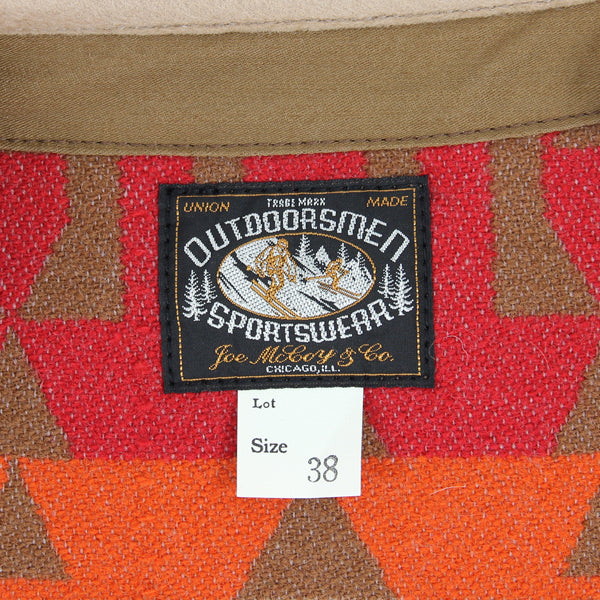 TRADE MARK
UNION MADE
OUTDOORSMEN
SPORTSWEAR
Joe McCoy & Co.
CHICAGO, ILL.
Lot
Size 38